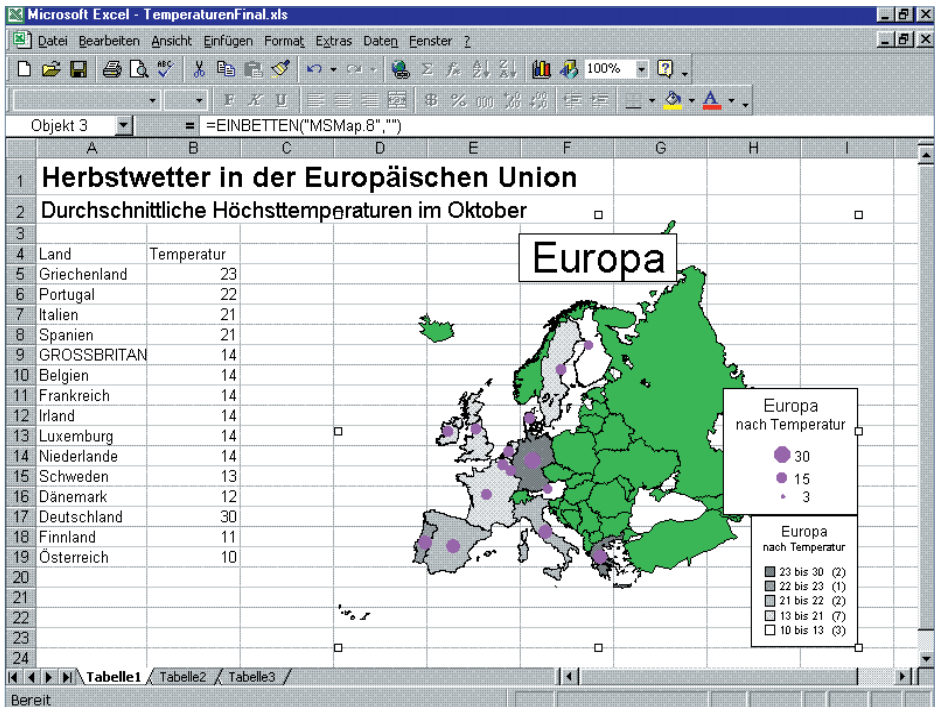 Microsoft Excel - TemperaturenFinal.xls
Datei Bearbeiten Ansicht Einfügen Format Extras Daten Fenster ?
ABC Σ fx A Z Z A 100% ?
F K U % 000 A
Objekt 3 = =EINBETTEN("MSMap.8","")
A B C D E F G H I
1 Herbstwetter in der Europäischen Union
2 Durchschnittliche Höchsttemperaturen im Oktober
3
4 Land Temperatur
5 Griechenland 23
6 Portugal 22
7 Italien 21
8 Spanien 21
9 GROSSBRITAN 14
10 Belgien 14
11 Frankreich 14
12 Irland 14
13 Luxemburg 14
14 Niederlande 14
15 Schweden 13
16 Dänemark 12
17 Deutschland 30
18 Finnland 11
19 Österreich 10
20
21
22
23
24
Europa
Europa
nach Temperatur
30
15
3
Europa
nach Temperatur
23 bis 30 (2)
22 bis 23 (1)
21 bis 22 (2)
13 bis 21 (7)
10 bis 13 (3)
Tabelle1 Tabelle2 Tabelle3
Bereit